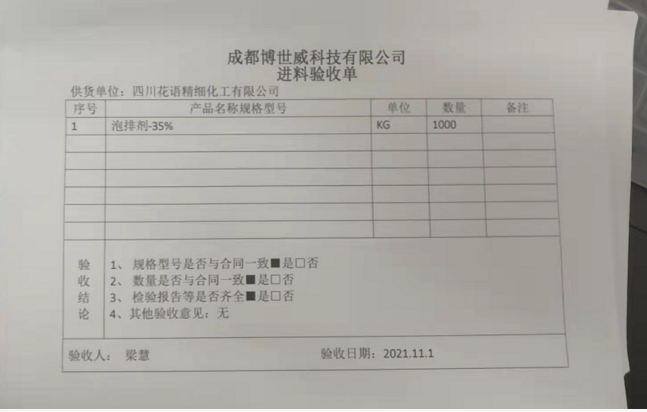 成都博世威科技有限公司
进料验收单
供货单位：四川花语精细化工有限公司
序号 产品名称规格型号 单位 数量 备注
1 泡排剂-35% KG 1000
验收结论
1、 规格型号是否与合同一致■是□否
2、 数量是否与合同一致■是□否
3、 检验报告等是否齐全■是□否
4、其他验收意见：无
验收人： 梁慧 验收日期：2021.11.1